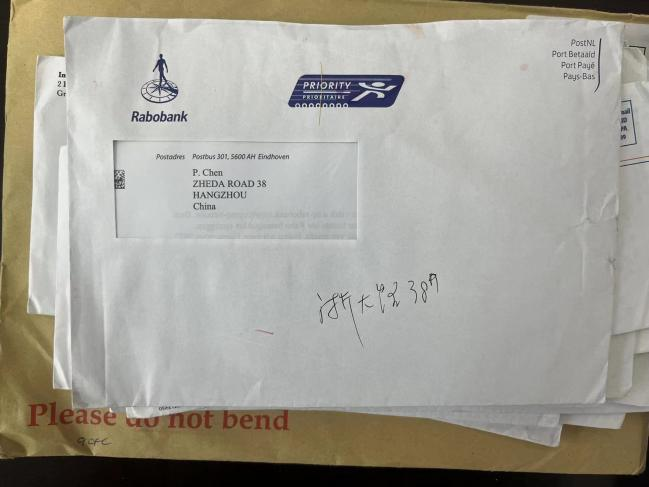 Rabobank
PRIORITY
PRIORITAIRE
PostNL
Port Betaald
Port Payé
Pays-Bas
Postadres Postbus 301, 5600 AH Eindhoven
P. Chen
ZHEDA ROAD 38
HANGZHOU
China
浙大路38号
Please do not bend